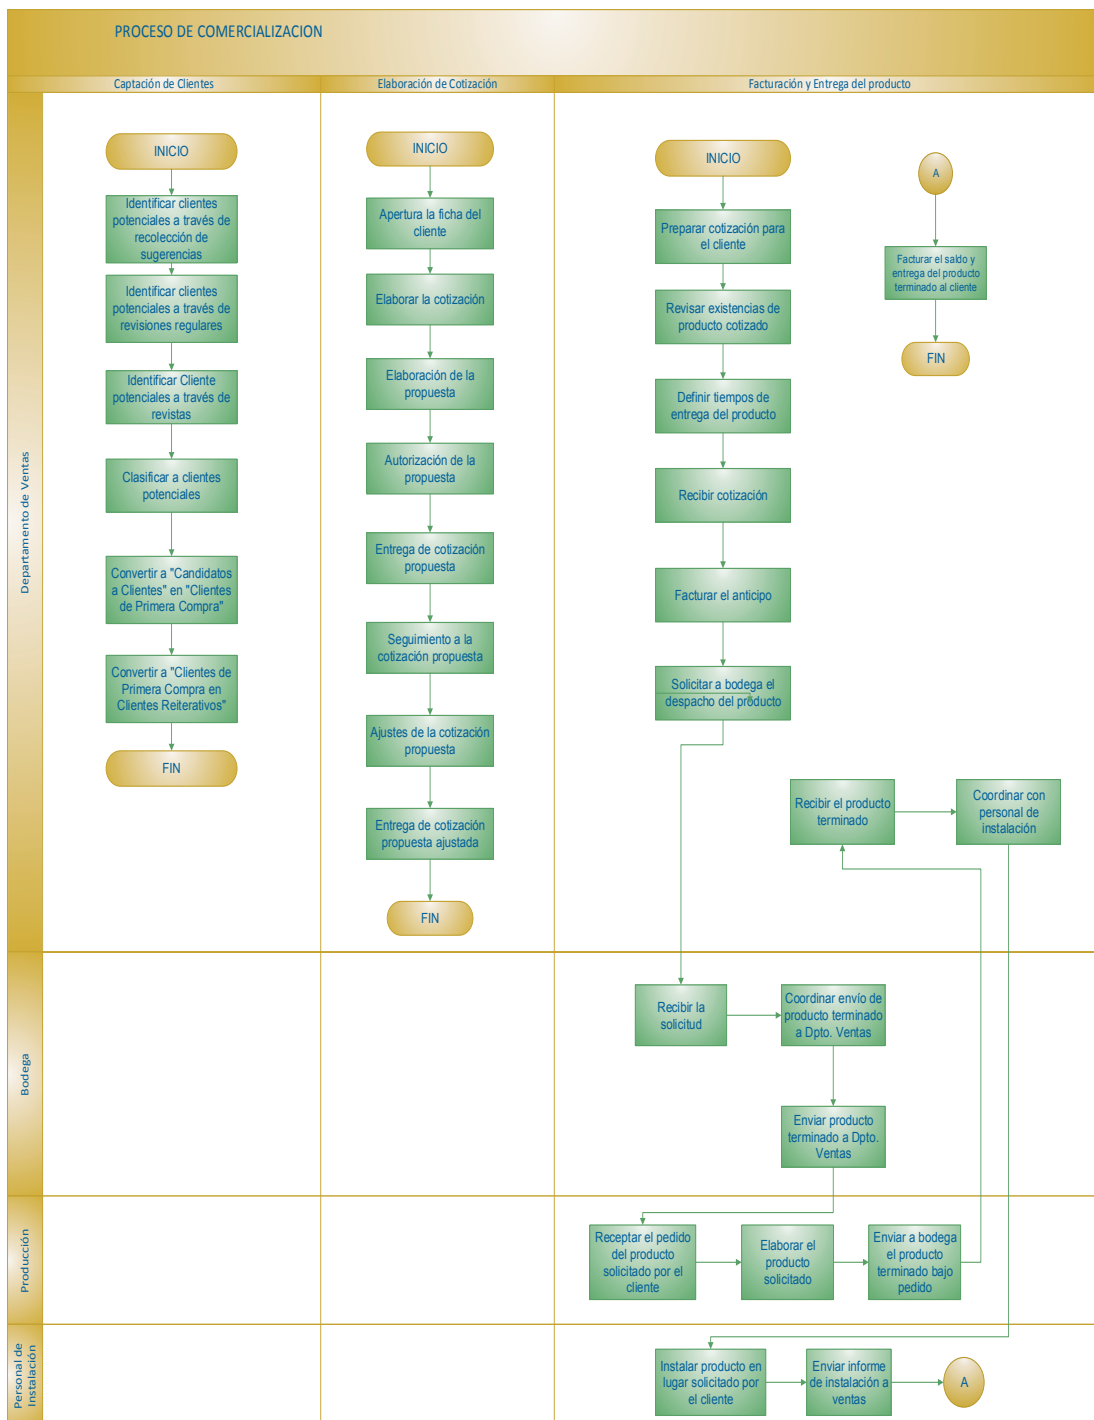 PROCESO DE COMERCIALIZACION
Captación de Clientes
Elaboración de Cotización
Facturación y Entrega del producto
Departamento de Ventas
INICIO
Identificar clientes
potenciales a través de
recolección de
sugerencias
Identificar clientes
potenciales a través de
revisiones regulares
Identificar Cliente
potenciales a través de
revistas
Clasificar a clientes
potenciales
Convertir a "Candidatos
a Clientes" en "Clientes
de Primera Compra"
Convertir a "Clientes de
Primera Compra en
Clientes Reiterativos"
FIN
INICIO
Apertura la ficha del
cliente
Elaborar la cotización
Elaboración de la
propuesta
Autorización de la
propuesta
Entrega de cotización
propuesta
Seguimiento a la
cotización propuesta
Ajustes de la cotización
propuesta
Entrega de cotización
propuesta ajustada
FIN
INICIO
Preparar cotización para
el cliente
Revisar existencias de
producto cotizado
Definir tiempos de
entrega del producto
Recibir cotización
Facturar el anticipo
Solicitar a bodega el
despacho del producto
A
Facturar el saldo y
entrega del producto
terminado al cliente
FIN
Recibir el producto
terminado
Coordinar con
personal de
instalación
Bodega
Recibir la
solicitud
Coordinar envío de
producto terminado
a Dpto. Ventas
Enviar producto
terminado a Dpto.
Ventas
Producción
Receptar el pedido
del producto
solicitado por el
cliente
Elaborar el
producto
solicitado
Enviar a bodega
el producto
terminado bajo
pedido
Personal de
Instalación
Instalar producto en
lugar solicitado por
el cliente
Enviar informe
de instalación a
ventas
A